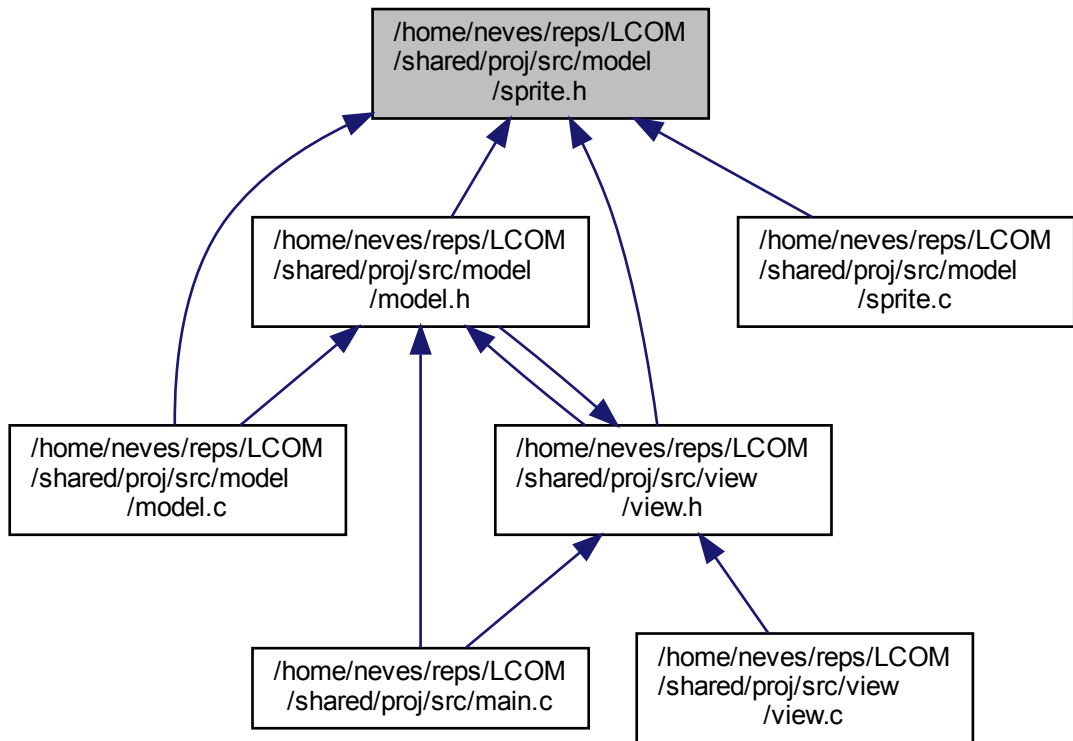 /home/neves/reps/LCOM
/shared/proj/src/model
/sprite.h
/home/neves/reps/LCOM
/shared/proj/src/model
/model.h
/home/neves/reps/LCOM
/shared/proj/src/model
/sprite.c
/home/neves/reps/LCOM
/shared/proj/src/model
/model.c
/home/neves/reps/LCOM
/shared/proj/src/view
/view.h
/home/neves/reps/LCOM
/shared/proj/src/main.c
/home/neves/reps/LCOM
/shared/proj/src/view
/view.c